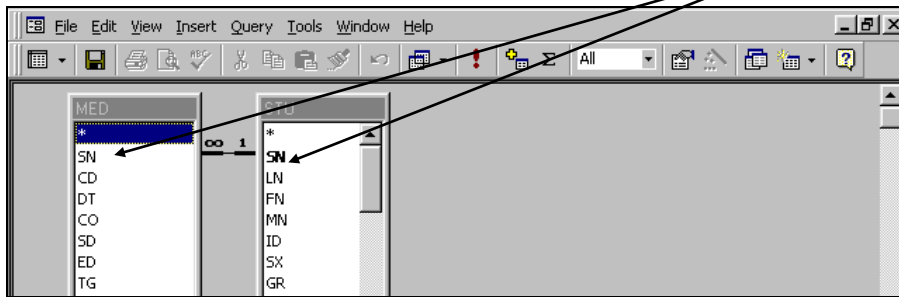 File Edit View Insert Query Tools Window Help
ABC Σ All
MED
*
SN
CD
DT
CO
SD
ED
TG
∞ 1
STU
*
SN
LN
FN
MN
ID
SX
GR